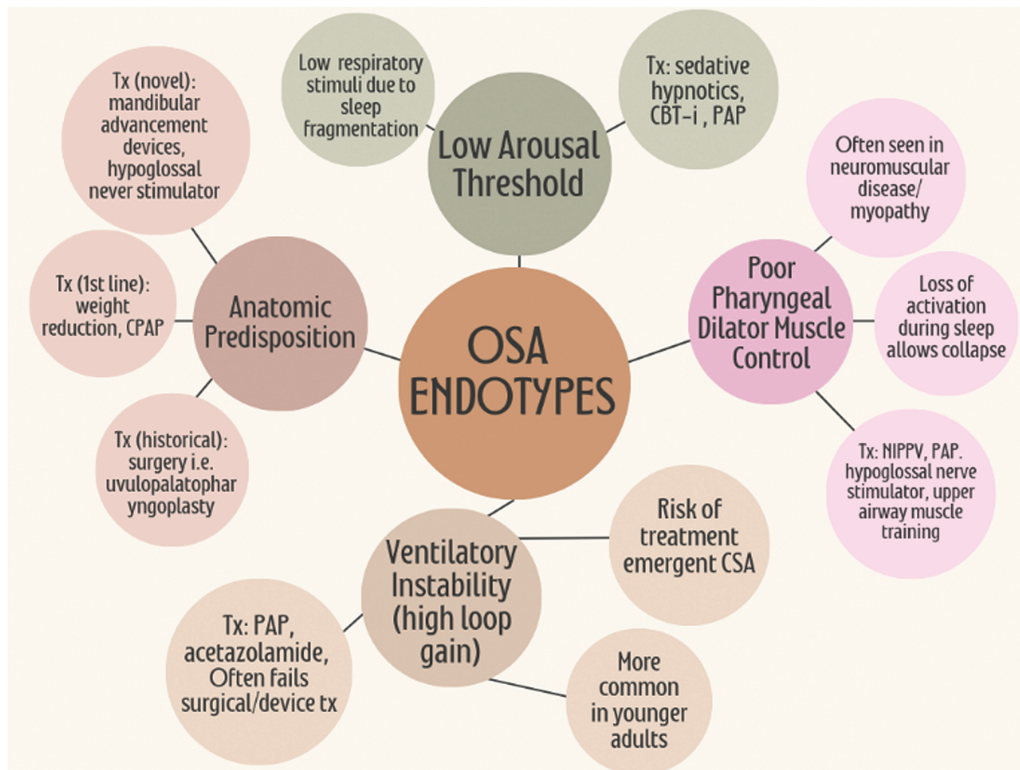 OSA
ENDOTYPES
Low Arousal
Threshold
Low respiratory
stimuli due to
sleep
fragmentation
Tx: sedative
hypnotics,
CBT-i , PAP
Anatomic
Predisposition
Tx (novel):
mandibular
advancement
devices,
hypoglossal
never stimulator
Tx (1st line):
weight
reduction, CPAP
Tx (historical):
surgery i.e.
uvulopalatophar
yngoplasty
Poor
Pharyngeal
Dilator Muscle
Control
Often seen in
neuromuscular
disease/
myopathy
Loss of
activation
during sleep
allows collapse
Tx: NIPPV, PAP.
hypoglossal nerve
stimulator, upper
airway muscle
training
Ventilatory
Instability
(high loop
gain)
Risk of
treatment
emergent CSA
Tx: PAP,
acetazolamide,
Often fails
surgical/device tx
More
common
in younger
adults